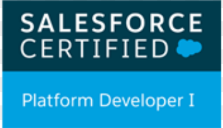 SALESFORCE
CERTIFIED
Platform Developer I